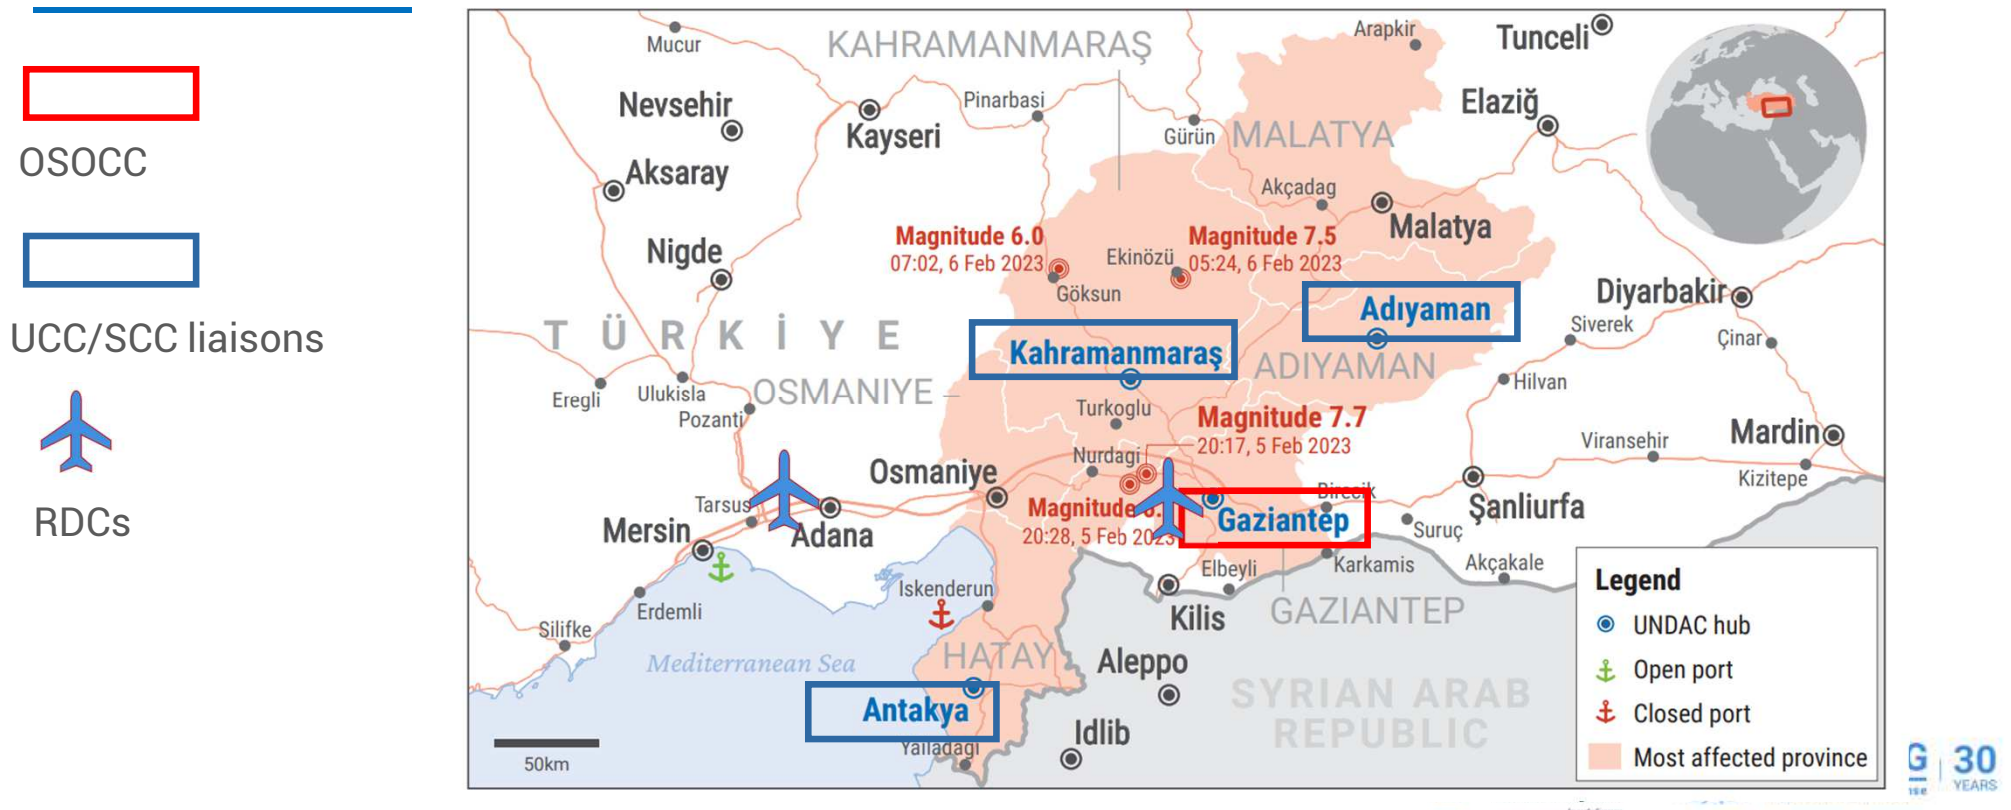 OSOCC
UCC/SCC liaisons
RDCs
Mucur
KAHRAMANMARAŞ
Arapkir
Tunceli
Nevsehir
Kayseri
Pinarbasi
Gürün
MALATYA
Elaziğ
Aksaray
Akçadag
Malatya
Nigde
Magnitude 6.0
07:02, 6 Feb 2023
Göksun
Ekinözü
Magnitude 7.5
05:24, 6 Feb 2023
Adıyaman
Diyarbakir
Siverek
Çinar
TÜRKİYE
Kahramanmaraş
ADIYAMAN
Hilvan
Eregli
Ulukisla
Pozanti
OSMANIYE
Turkoglu
Magnitude 7.7
20:17, 5 Feb 2023
Nurdagi
Viransehir
Mardin
Kizitepe
Osmaniye
Tarsus
Adana
Mersin
Magnitude
20:28, 5 Feb 2023
Gaziantep
Birecik
Şanliurfa
Suruç
Elbeyli
Karkamis
Akçakale
Iskenderun
Erdemli
Silifke
Kilis
GAZIANTEP
Mediterranean Sea
HATAY
Aleppo
SYRIAN ARAB
REPUBLIC
Antakya
Yailadagi
Idlib
50km
Legend
UNDAC hub
Open port
Closed port
Most affected province
G
30
YEARS